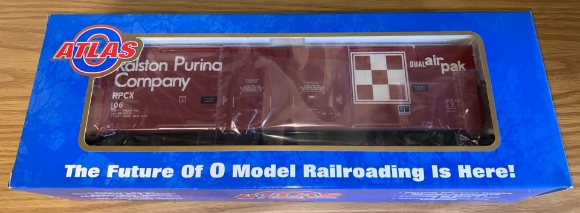 ATLAS
O
Ralston Purina
Company
RPCX
106
DUAL air
pak
The Future Of O Model Railroading Is Here!